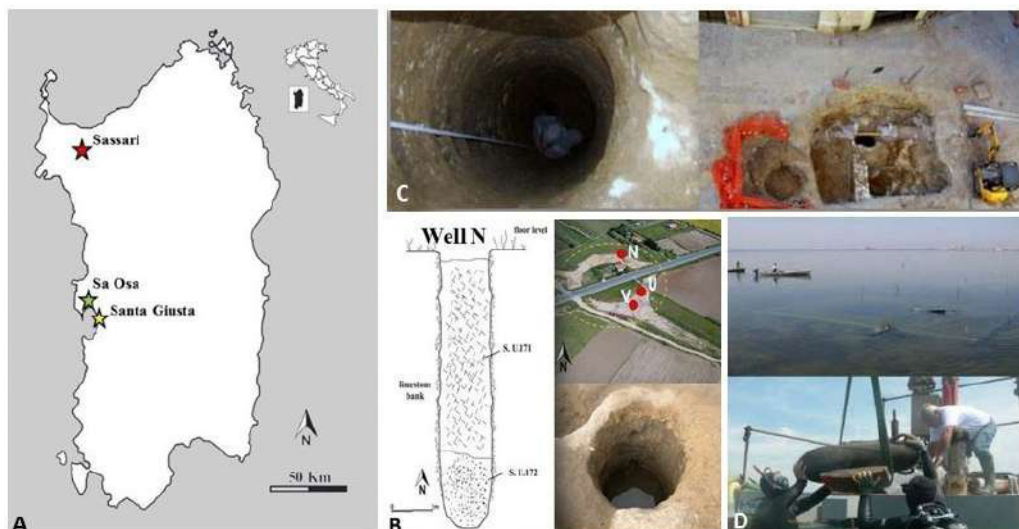 Sassari
Sa Osa
Santa Giusta
N
50 Km
A
C
Well N
floor level
S. U.171
limestone
bank
S. U.172
N
B
N
U
V
N
D